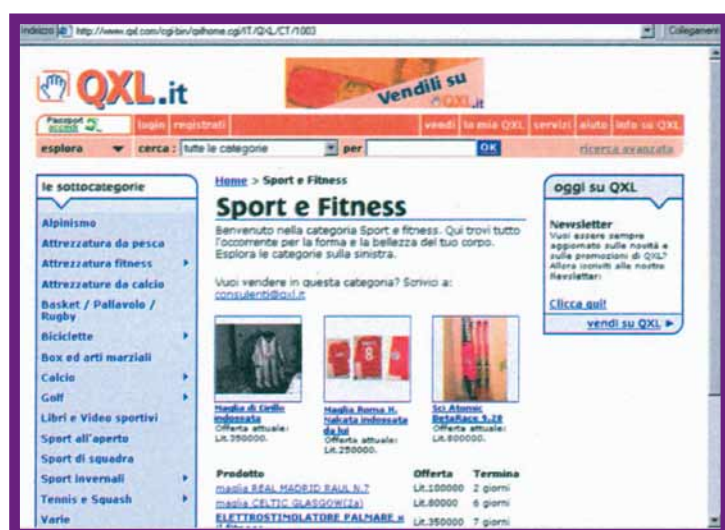 Indirizzo http://www.qxl.com/cgi-bin/qxlhome.cgi/IT/QXL/CT/1003
Collegamenti
QXL.it
Vendili su
QXL.it
Passport
accedi
login registrati
vendi la mia QXL servizi aiuto info su QXL
esplora cerca : tutte le categorie per OK ricerca avanzata
le sottocategorie
Alpinismo
Attrezzatura da pesca
Attrezzatura fitness
Attrezzature da calcio
Basket / Pallavolo /
Rugby
Biciclette
Box ed arti marziali
Calcio
Golf
Libri e Video sportivi
Sport all'aperto
Sport di squadra
Sport invernali
Tennis e Squash
Varie
Home > Sport e Fitness
Sport e Fitness
Benvenuto nella categoria Sport e fitness. Qui trovi tutto
l'occorrente per la forma e la bellezza del tuo corpo.
Esplora le categorie sulla sinistra.
Vuoi vendere in questa categoria? Scrivici a:
consulenti@qxl.it
Maglia di Cirillo
indossata
Offerta attuale:
Lit.350000.
Maglia Roma H.
Nakata indossata
da lui
Offerta attuale:
Lit.250000.
Sci Atomic
BetaRace 9.28
Offerta attuale:
Lit.800000.
Prodotto Offerta Termina
maglia REAL MADRID RAUL N.7 Lit.100000 2 giorni
maglia CELTIC GLASGOW(2a) Lit.80000 6 giorni
ELETTROSTIMOLATORE PALMARE x Lit.350000 7 giorni
il fitness
oggi su QXL
Newsletter
Vuoi essere sempre
aggiornato sulle novità e
sulle promozioni di QXL?
Allora iscriviti alle nostre
Newsletter:
Clicca qui!
vendi su QXL